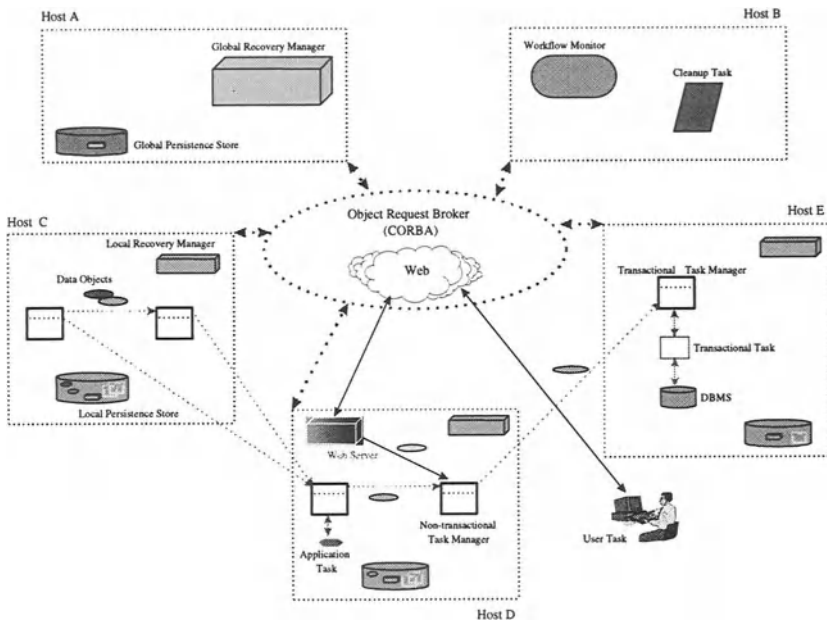 Host A
Global Recovery Manager
Global Persistence Store
Host B
Workflow Monitor
Cleanup Task
Object Request Broker
(CORBA)
Web
Host C
Local Recovery Manager
Data Objects
Local Persistence Store
Host E
Transactional Task Manager
Transactional Task
DBMS
Web Server
Non-transactional
Task Manager
Application
Task
User Task
Host D